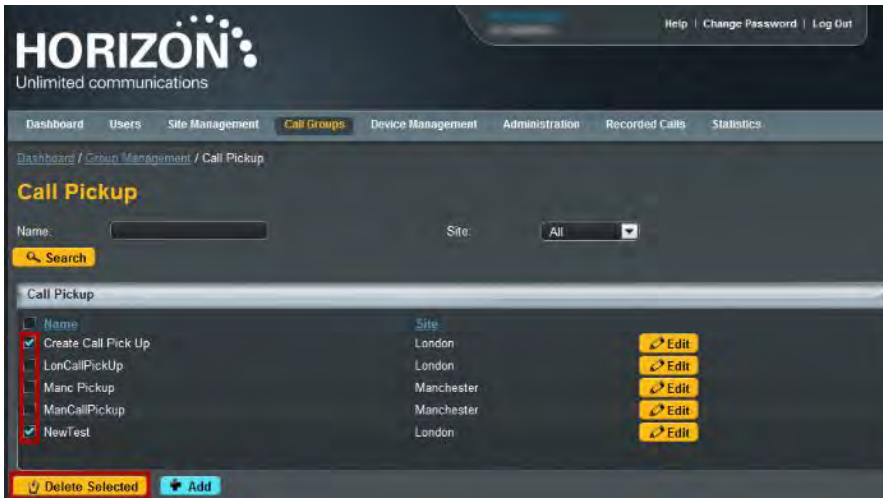 Help | Change Password | Log Out
HORIZON
Unlimited communications
Dashboard Users Site Management Call Groups Device Management Administration Recorded Calls Statistics
Dashboard / Group Management / Call Pickup
Call Pickup
Name: Site: All
Search
Call Pickup
Name Site
Create Call Pick Up London Edit
LonCallPickUp London Edit
Manc Pickup Manchester Edit
ManCallPickup Manchester Edit
NewTest London Edit
Delete Selected Add